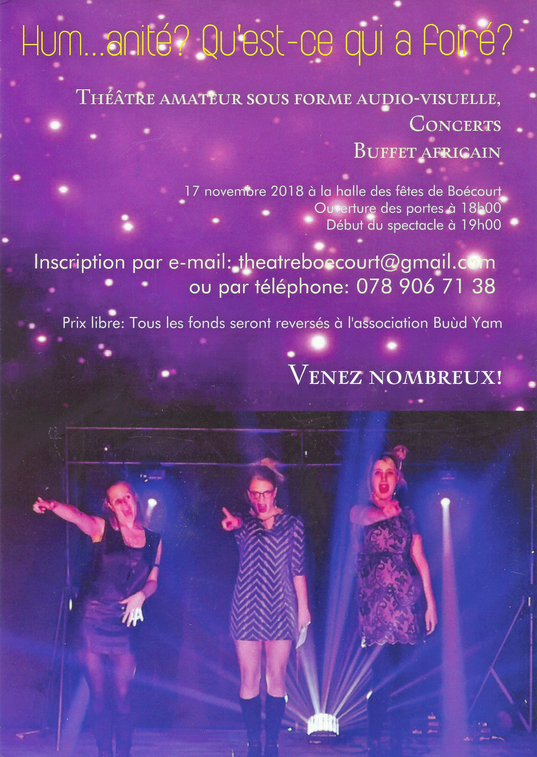 Hum...anité? Qu'est-ce qui a foiré?
Théâtre amateur sous forme audio-visuelle,
Concerts
Buffet africain
17 novembre 2018 à la halle des fêtes de Boécourt
Ouverture des portes à 18h00
Début du spectacle à 19h00
Inscription par e-mail: theatreboecourt@gmail.com
ou par téléphone: 078 906 71 38
Prix libre: Tous les fonds seront reversés à l'association Buùd Yam
Venez nombreux!